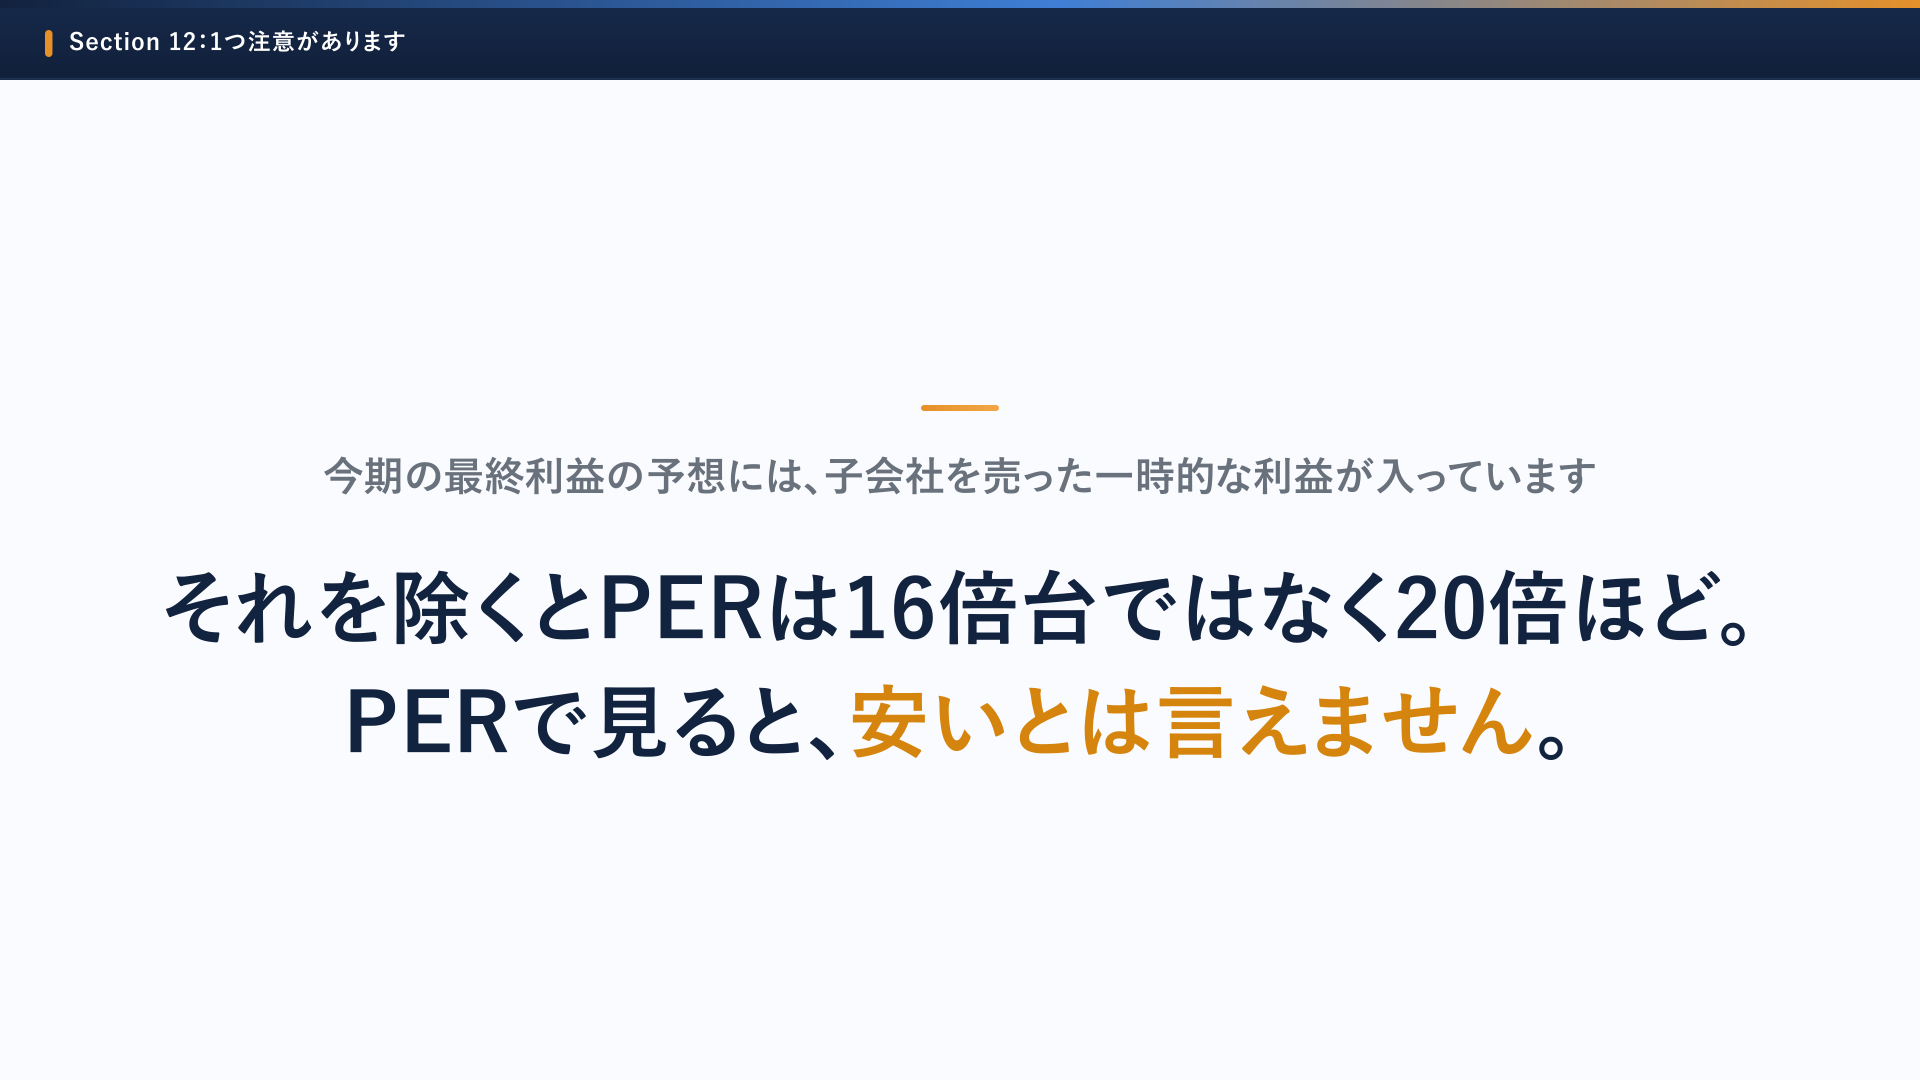 Section 12：1つ注意があります
今期の最終利益の予想には、子会社を売った一時的な利益が入っています
それを除くとPERは16倍台ではなく20倍ほど。
PERで見ると、安いとは言えません。